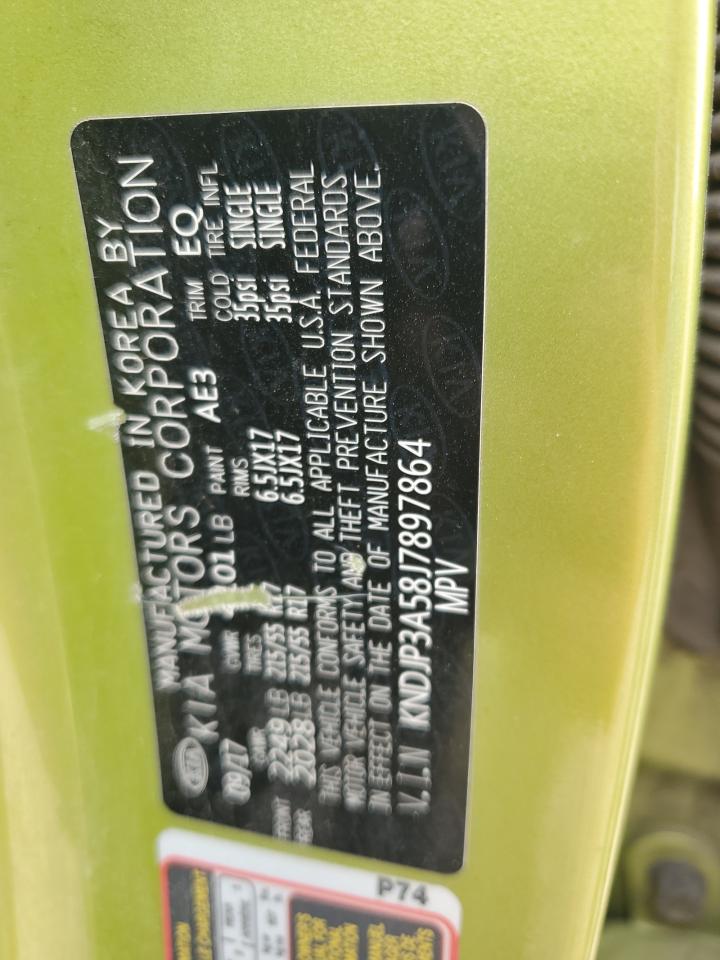 MANUFACTURED IN KOREA BY
KIA MOTORS CORPORATION
09/17 GVWR 01 LB PAINT AE3 TRIM EQ
GAWR TIRES RIMS COLD TIRE INFL
FRONT 2249 LB 215/55 R17 6.5JX17 35psi SINGLE
REAR 2028 LB 215/55 R17 6.5JX17 35psi SINGLE
THIS VEHICLE CONFORMS TO ALL APPLICABLE U.S.A. FEDERAL
MOTOR VEHICLE SAFETY AND THEFT PREVENTION STANDARDS
IN EFFECT ON THE DATE OF MANUFACTURE SHOWN ABOVE.
V.I.N KNDJP3A58J7897864
MPV
P74
LE CHARGEMENT